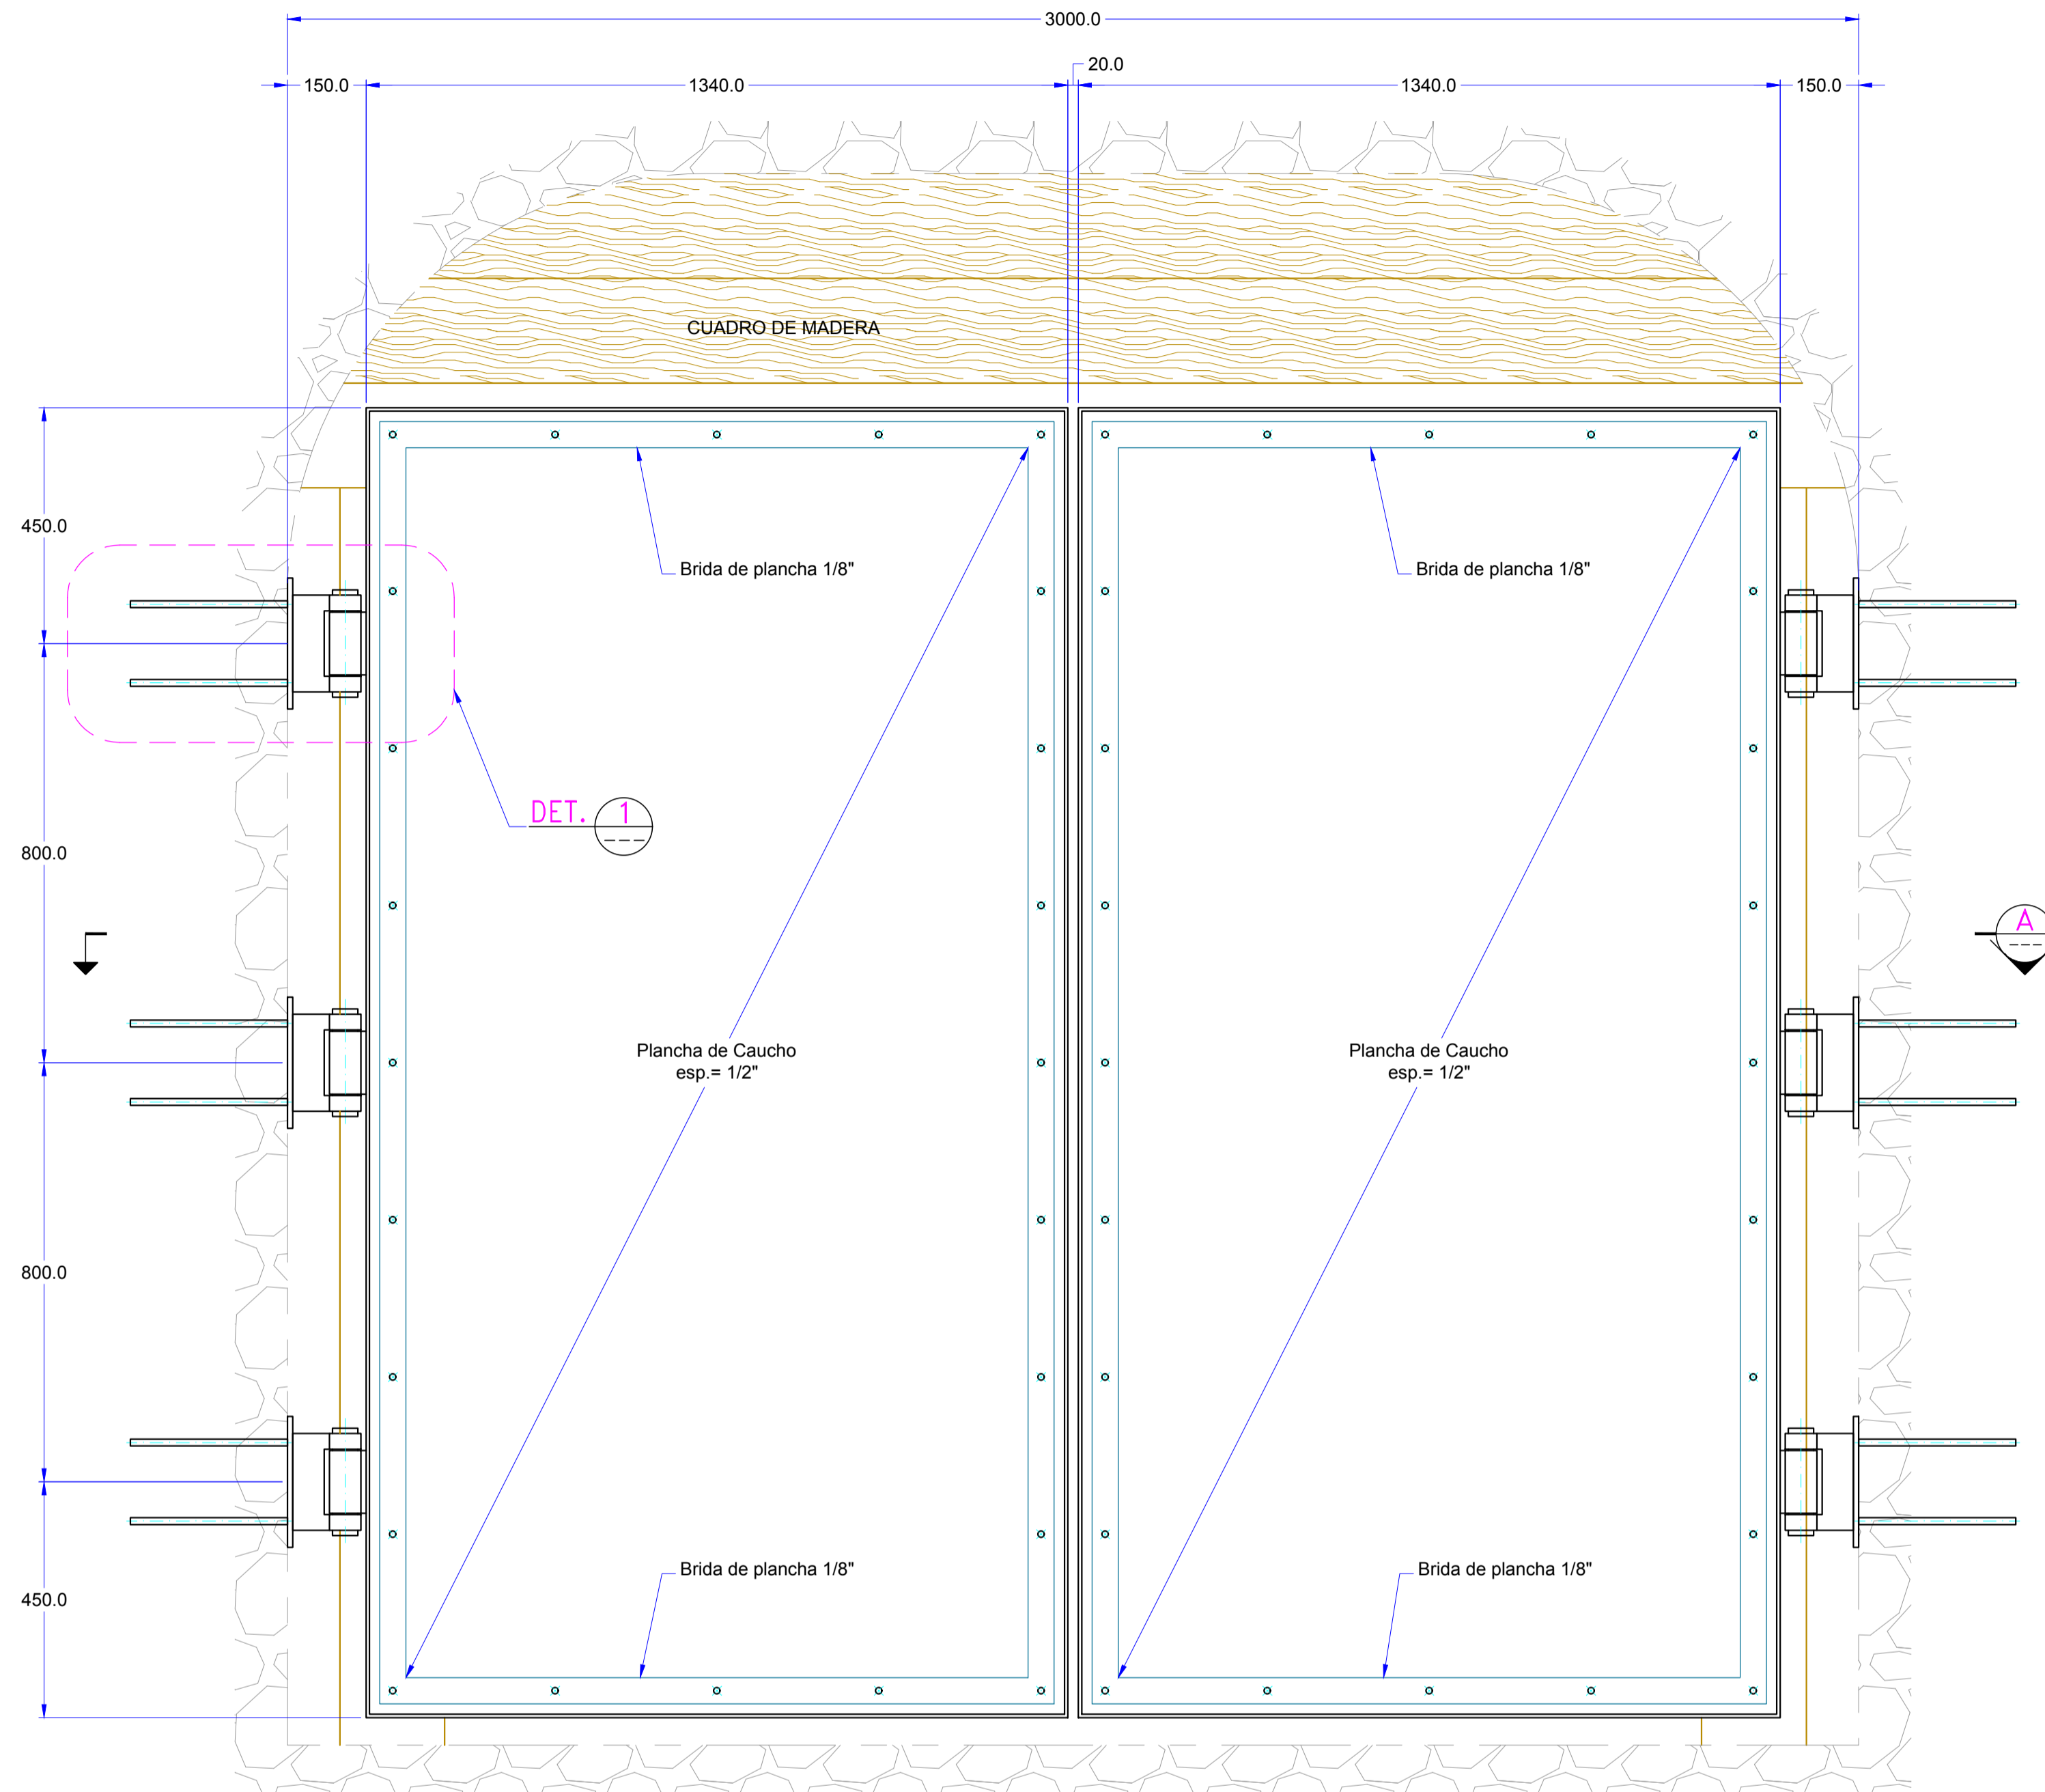 3000.0
20.0
150.0
1340.0
1340.0
150.0
CUADRO DE MADERA
450.0
Brida de plancha 1/8"
Brida de plancha 1/8"
DET. 1
800.0
A
Plancha de Caucho
esp.= 1/2"
Plancha de Caucho
esp.= 1/2"
800.0
Brida de plancha 1/8"
Brida de plancha 1/8"
450.0